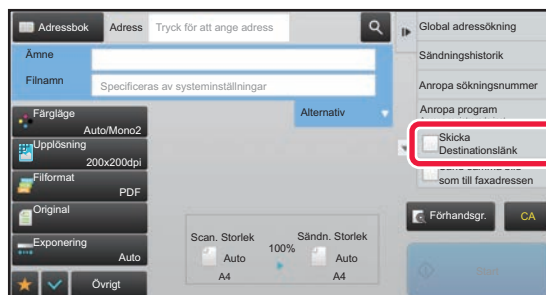 Adressbok
Adress
Tryck för att ange adress
Ämne
Filnamn
Specificeras av systeminställningar
Alternativ
Färgläge
Auto/Mono2
Upplösning
200x200dpi
Filformat
PDF
Original
Exponering
Auto
Övrigt
Scan. Storlek
Auto
A4
100%
Sändn. Storlek
Auto
A4
Global adressökning
Sändningshistorik
Anropa sökningsnummer
Anropa program
Skicka
Destinationslänk
som till faxadressen
Förhandsgr.
CA
Start